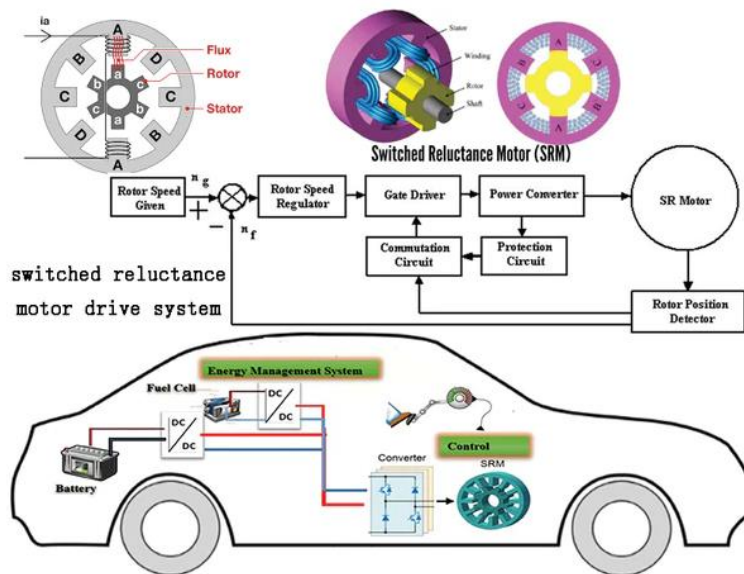 ia
A
Flux
B
D
a
b
c
Rotor
C
C
c
b
a
Stator
D
B
A
Stator
Winding
Rotor
Shaft
A
B
C
C
B
A
Switched Reluctance Motor (SRM)
Rotor Speed
Given
n g
+
−
n f
Rotor Speed
Regulator
Gate Driver
Power Converter
SR Motor
Commutation
Circuit
Protection
Circuit
Rotor Position
Detector
switched reluctance
motor drive system
Energy Management System
Fuel Cell
DC
DC
DC
DC
Battery
Control
Converter
SRM